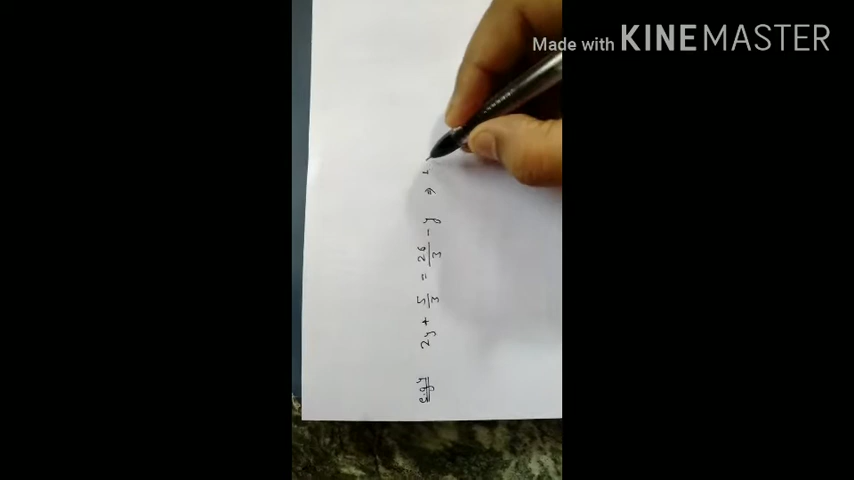 Made with KINEMASTER
2y + 5/3 = 26/3 - y ⇒